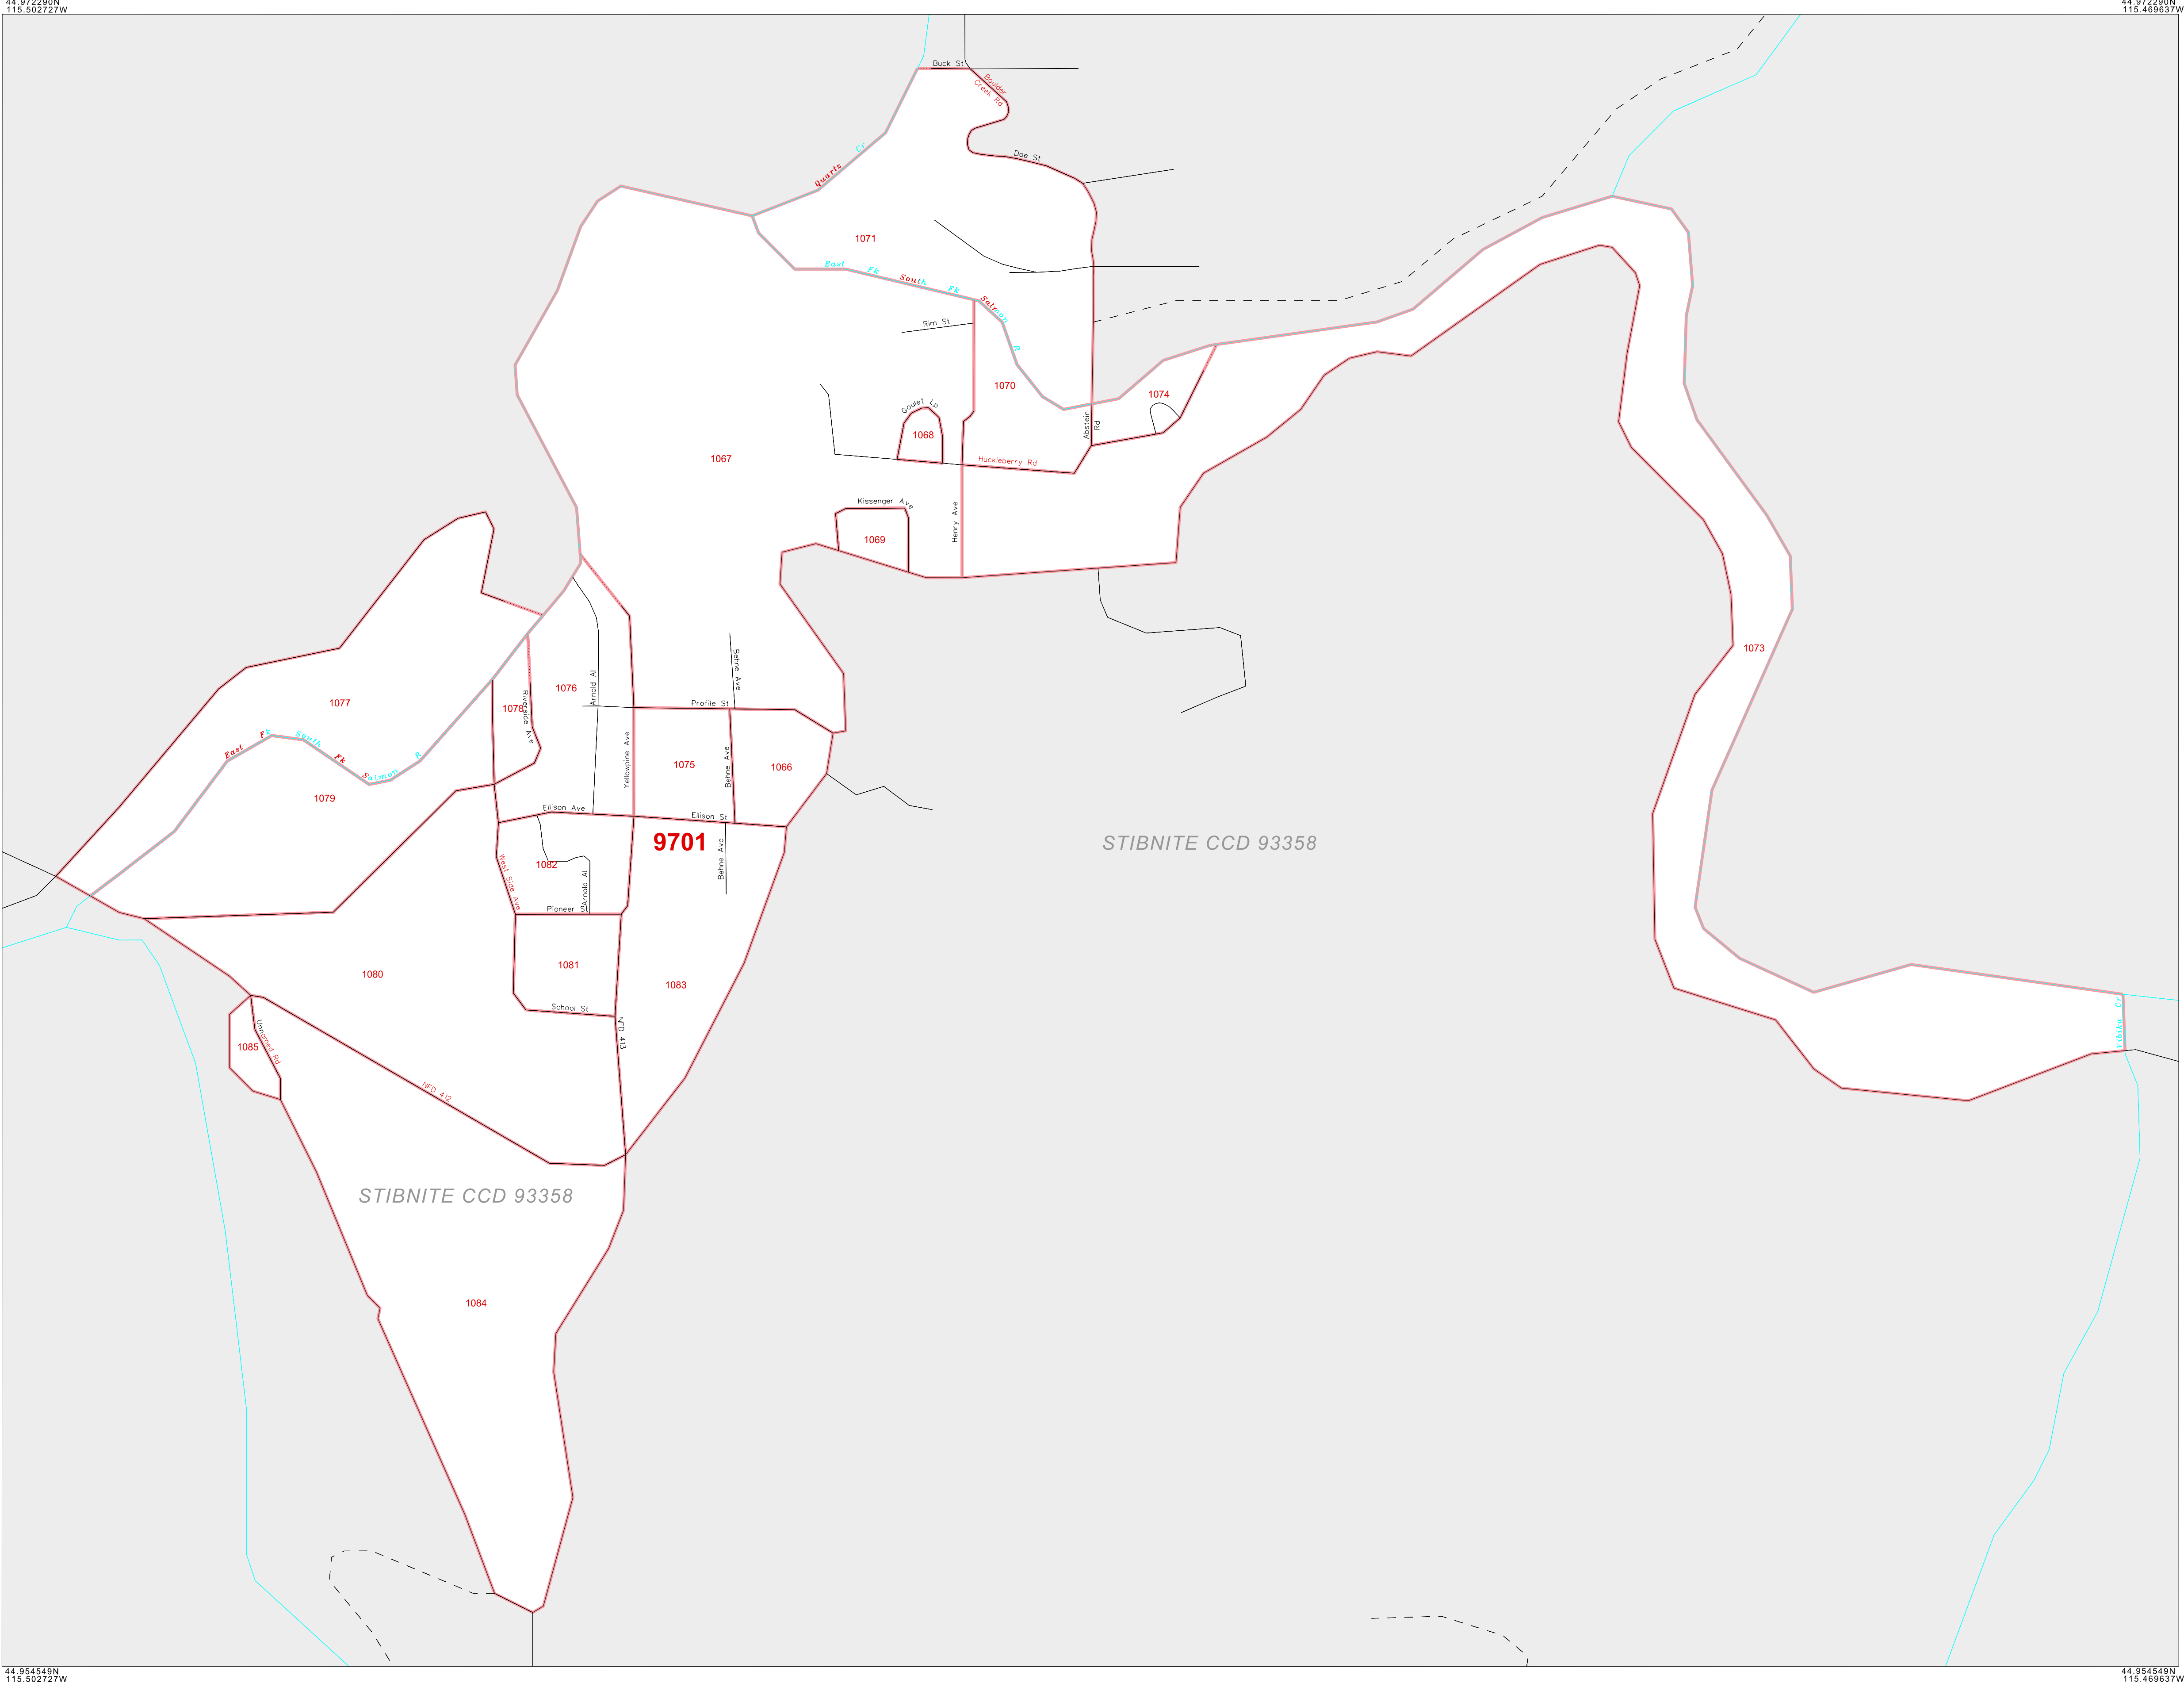 44.972290N
115.502727W
44.972290N
115.469637W
Buck St
Boulder
Creek Rd
Quarts Cr
Doe St
1071
East Fk South Fk Salmon R
Rim St
1070
1074
Goulet Lp
Abstein
Rd
1068
1067
Huckleberry Rd
Kissenger Ave
Henry Ave
1069
1073
Behne Ave
Arnold Al
1076
1077
1078
Riverside Ave
Profile St
East Fk South Fk Salmon R
Yellowpine Ave
Behne Ave
1075
1066
1079
Ellison Ave
Ellison St
9701
STIBNITE CCD 93358
Behne Ave
West Side Ave
1082
Arnold Al
Pioneer St
1080
1081
1083
School St
NFD 413
Unnamed Rd
1085
NFD 412
STIBNITE CCD 93358
1084
44.954549N
115.502727W
44.954549N
115.469637W